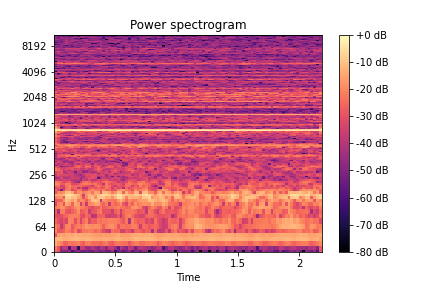 Power spectrogram
8192
4096
2048
1024
512
256
128
64
0
Hz
0
0.5
1
1.5
2
Time
+0 dB
-10 dB
-20 dB
-30 dB
-40 dB
-50 dB
-60 dB
-70 dB
-80 dB